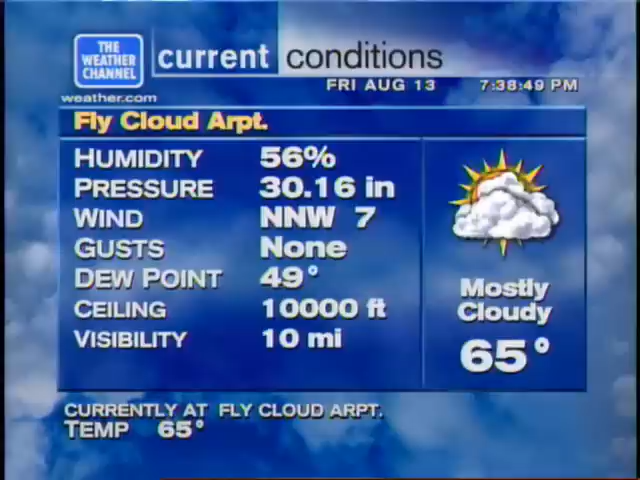 THE
WEATHER
CHANNEL
current conditions
weather.com
FRI AUG 13 7:38:49 PM
Fly Cloud Arpt.
HUMIDITY 56%
PRESSURE 30.16 in
WIND NNW 7
GUSTS None
DEW POINT 49°
CEILING 10000 ft
VISIBILITY 10 mi
Mostly
Cloudy
65°
CURRENTLY AT FLY CLOUD ARPT.
TEMP 65°